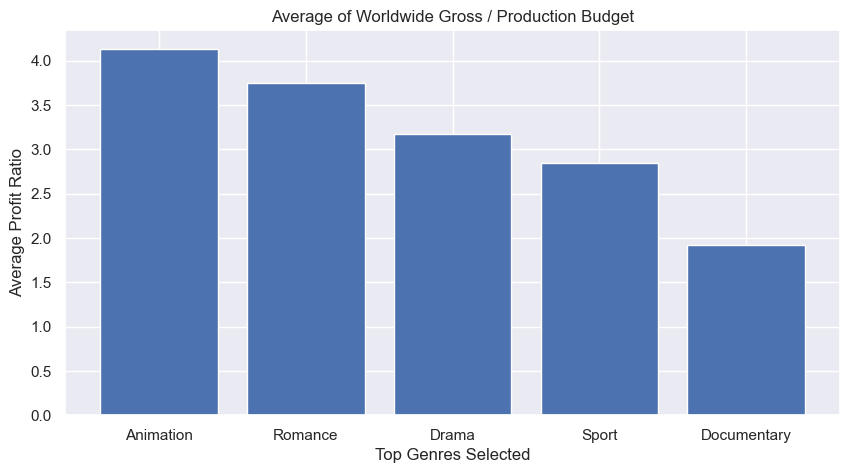 Average of Worldwide Gross / Production Budget
Average Profit Ratio
4.0
3.5
3.0
2.5
2.0
1.5
1.0
0.5
0.0
Animation Romance Drama Sport Documentary
Top Genres Selected